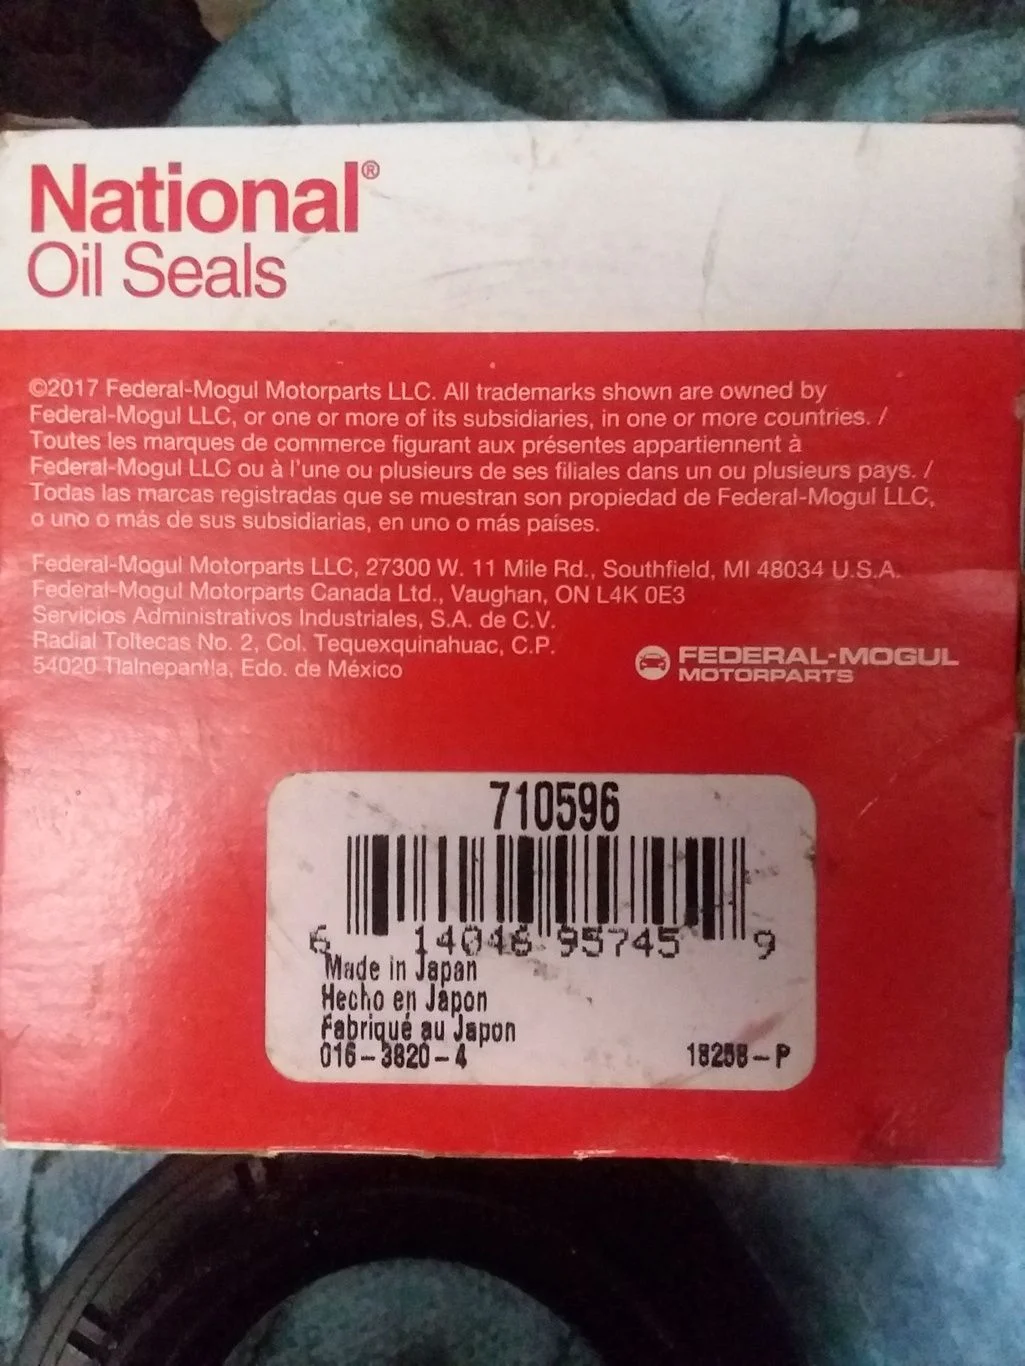 National®
Oil Seals
©2017 Federal-Mogul Motorparts LLC. All trademarks shown are owned by
Federal-Mogul LLC, or one or more of its subsidiaries, in one or more countries. /
Toutes les marques de commerce figurant aux présentes appartiennent à
Federal-Mogul LLC ou à l'une ou plusieurs de ses filiales dans un ou plusieurs pays. /
Todas las marcas registradas que se muestran son propiedad de Federal-Mogul LLC,
o uno o más de sus subsidiarias, en uno o más países.
Federal-Mogul Motorparts LLC, 27300 W. 11 Mile Rd., Southfield, MI 48034 U.S.A.
Federal-Mogul Motorparts Canada Ltd., Vaughan, ON L4K 0E3
Servicios Administrativos Industriales, S.A. de C.V.
Radial Toltecas No. 2, Col. Tequexquinahuac, C.P.
54020 Tlalnepantla, Edo. de México
FEDERAL-MOGUL
MOTORPARTS
710596
6 14046 95745 9
Made in Japan
Hecho en Japon
Fabriqué au Japon
016-3820-4 18258-P